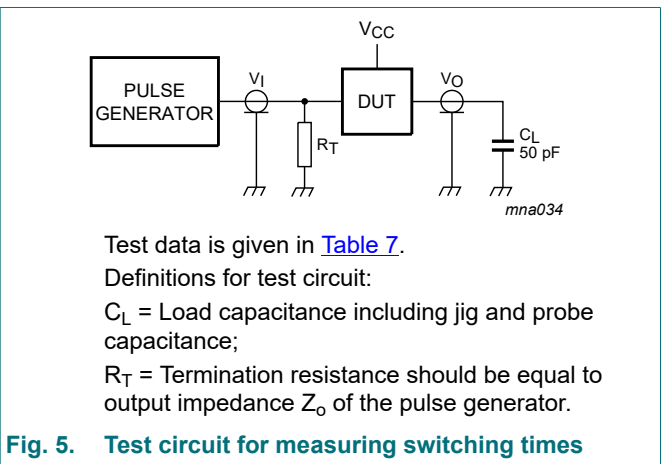 VCC
PULSE
GENERATOR
VI
DUT
VO
RT
CL
50 pF
mna034
Test data is given in Table 7.
Definitions for test circuit:
CL = Load capacitance including jig and probe
capacitance;
RT = Termination resistance should be equal to
output impedance Zo of the pulse generator.
Fig. 5. Test circuit for measuring switching times